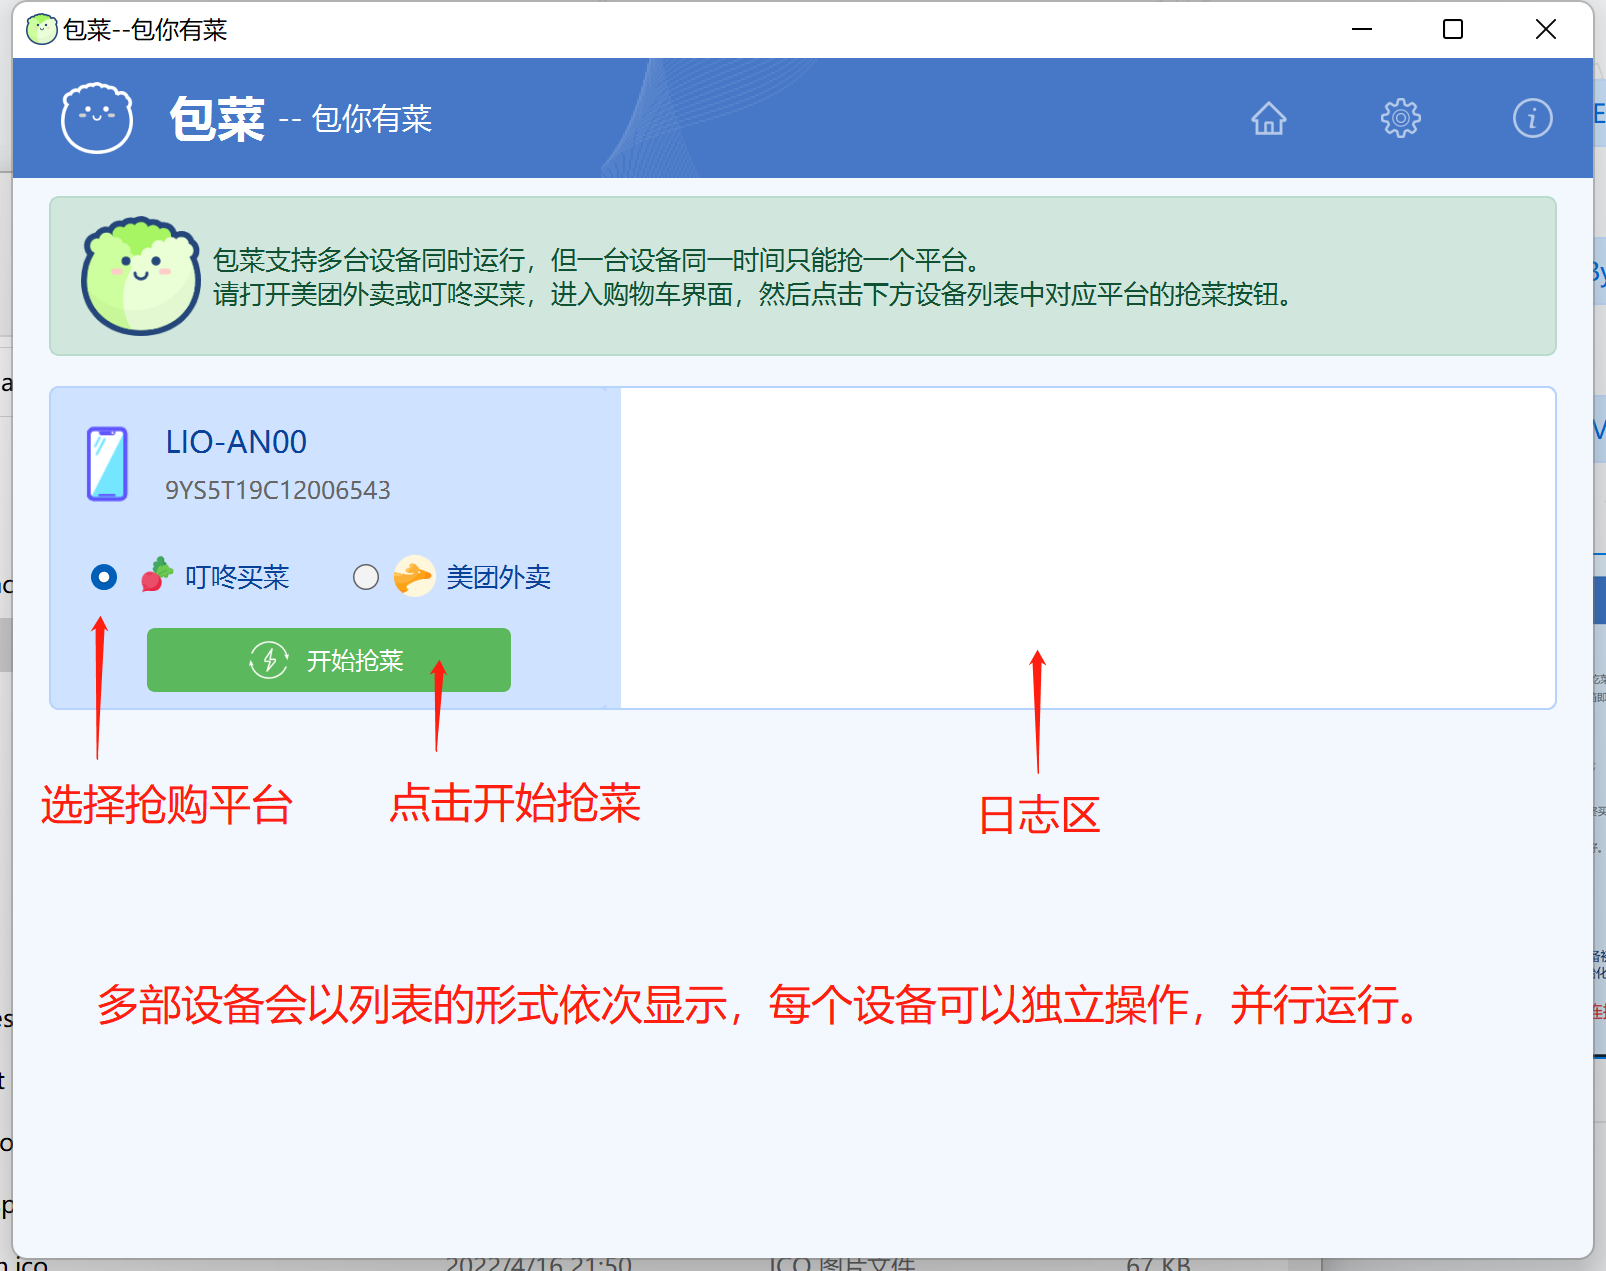 包菜--包你有菜
包菜 -- 包你有菜
包菜支持多台设备同时运行，但一台设备同一时间只能抢一个平台。
请打开美团外卖或叮咚买菜，进入购物车界面，然后点击下方设备列表中对应平台的抢菜按钮。
LIO-AN00
9YS5T19C12006543
叮咚买菜 美团外卖
开始抢菜
选择抢购平台 点击开始抢菜 日志区
多部设备会以列表的形式依次显示，每个设备可以独立操作，并行运行。
2022/4/16 21:50 ICO 图片文件 67 KB